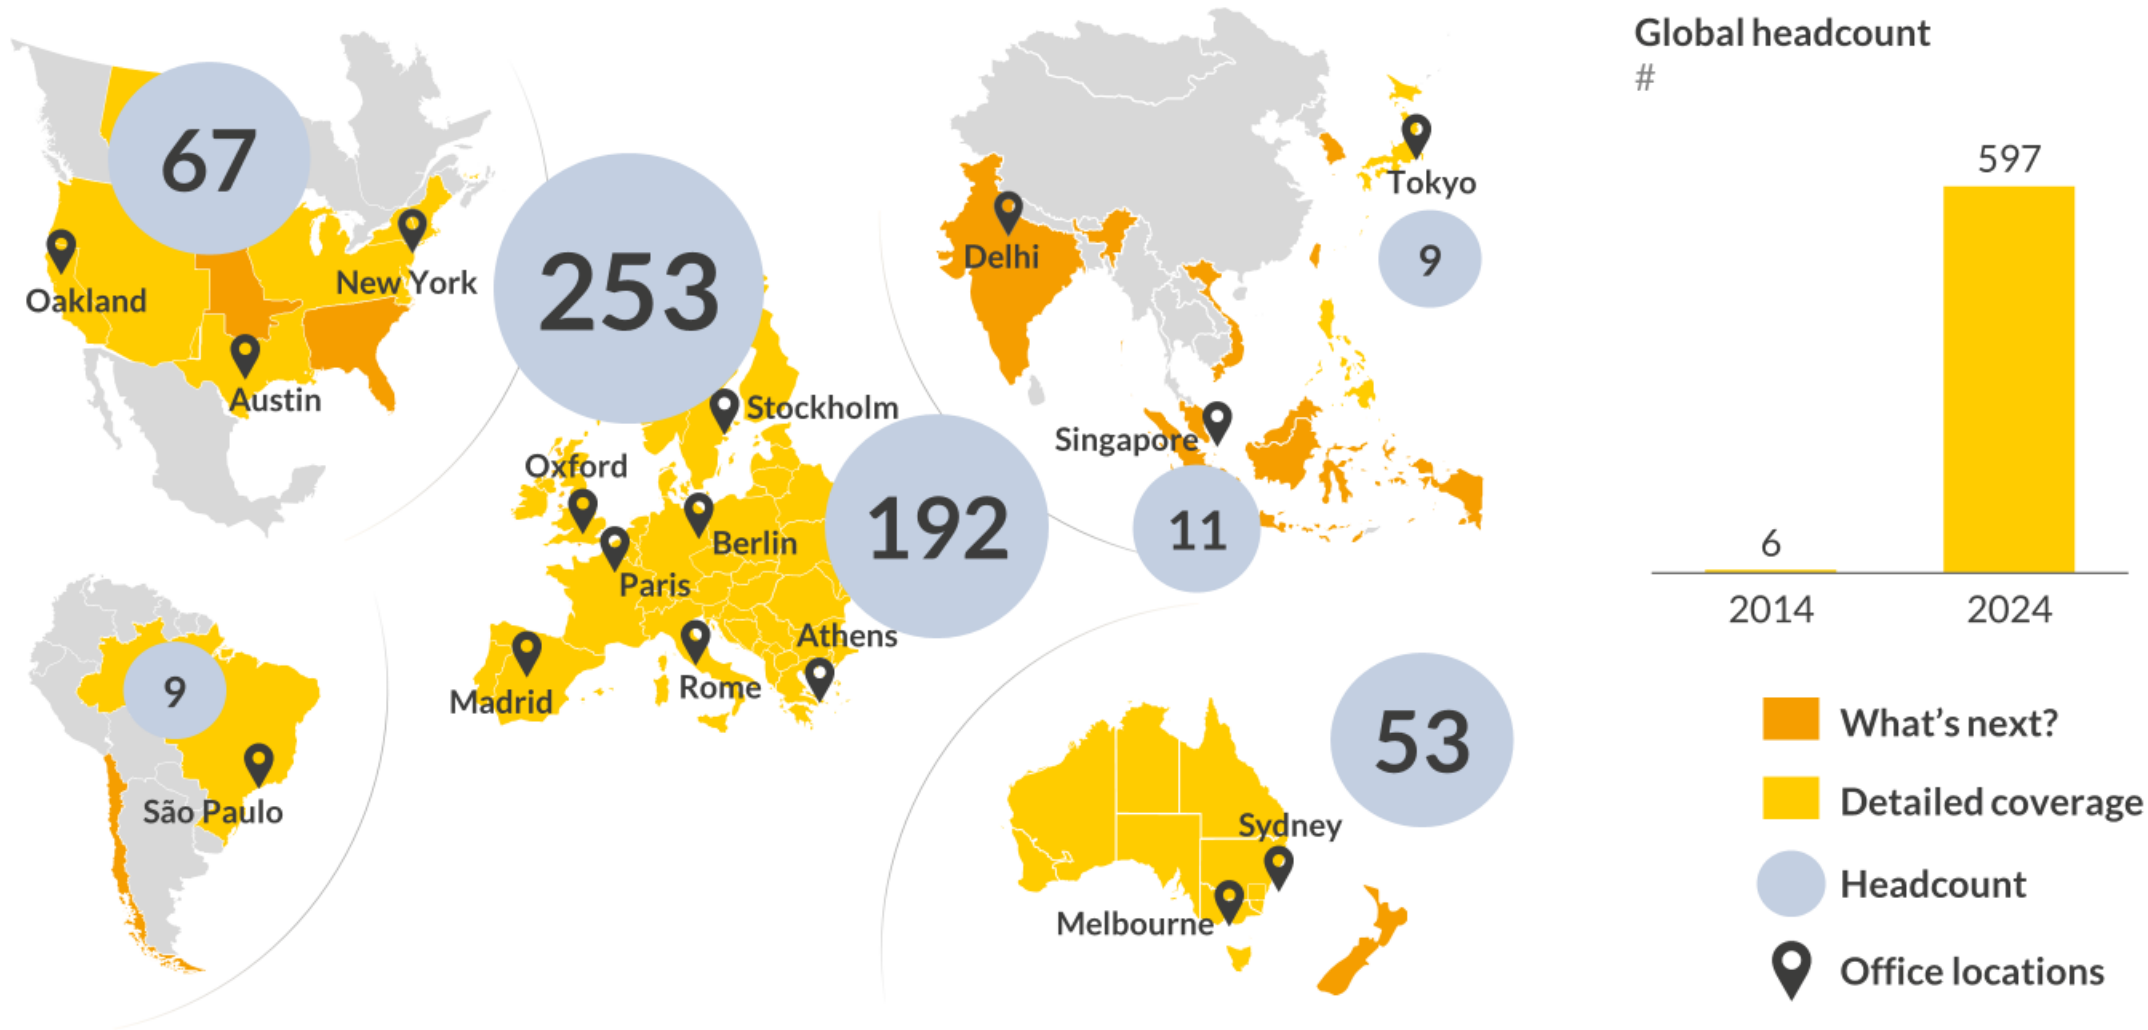 67
Oakland
New York
Austin
253
Stockholm
Oxford
192
Berlin
Paris
Athens
Madrid
Rome
9
São Paulo
Delhi
Tokyo
9
Singapore
11
53
Sydney
Melbourne
Global headcount
#
597
6
2014
2024
What's next?
Detailed coverage
Headcount
Office locations